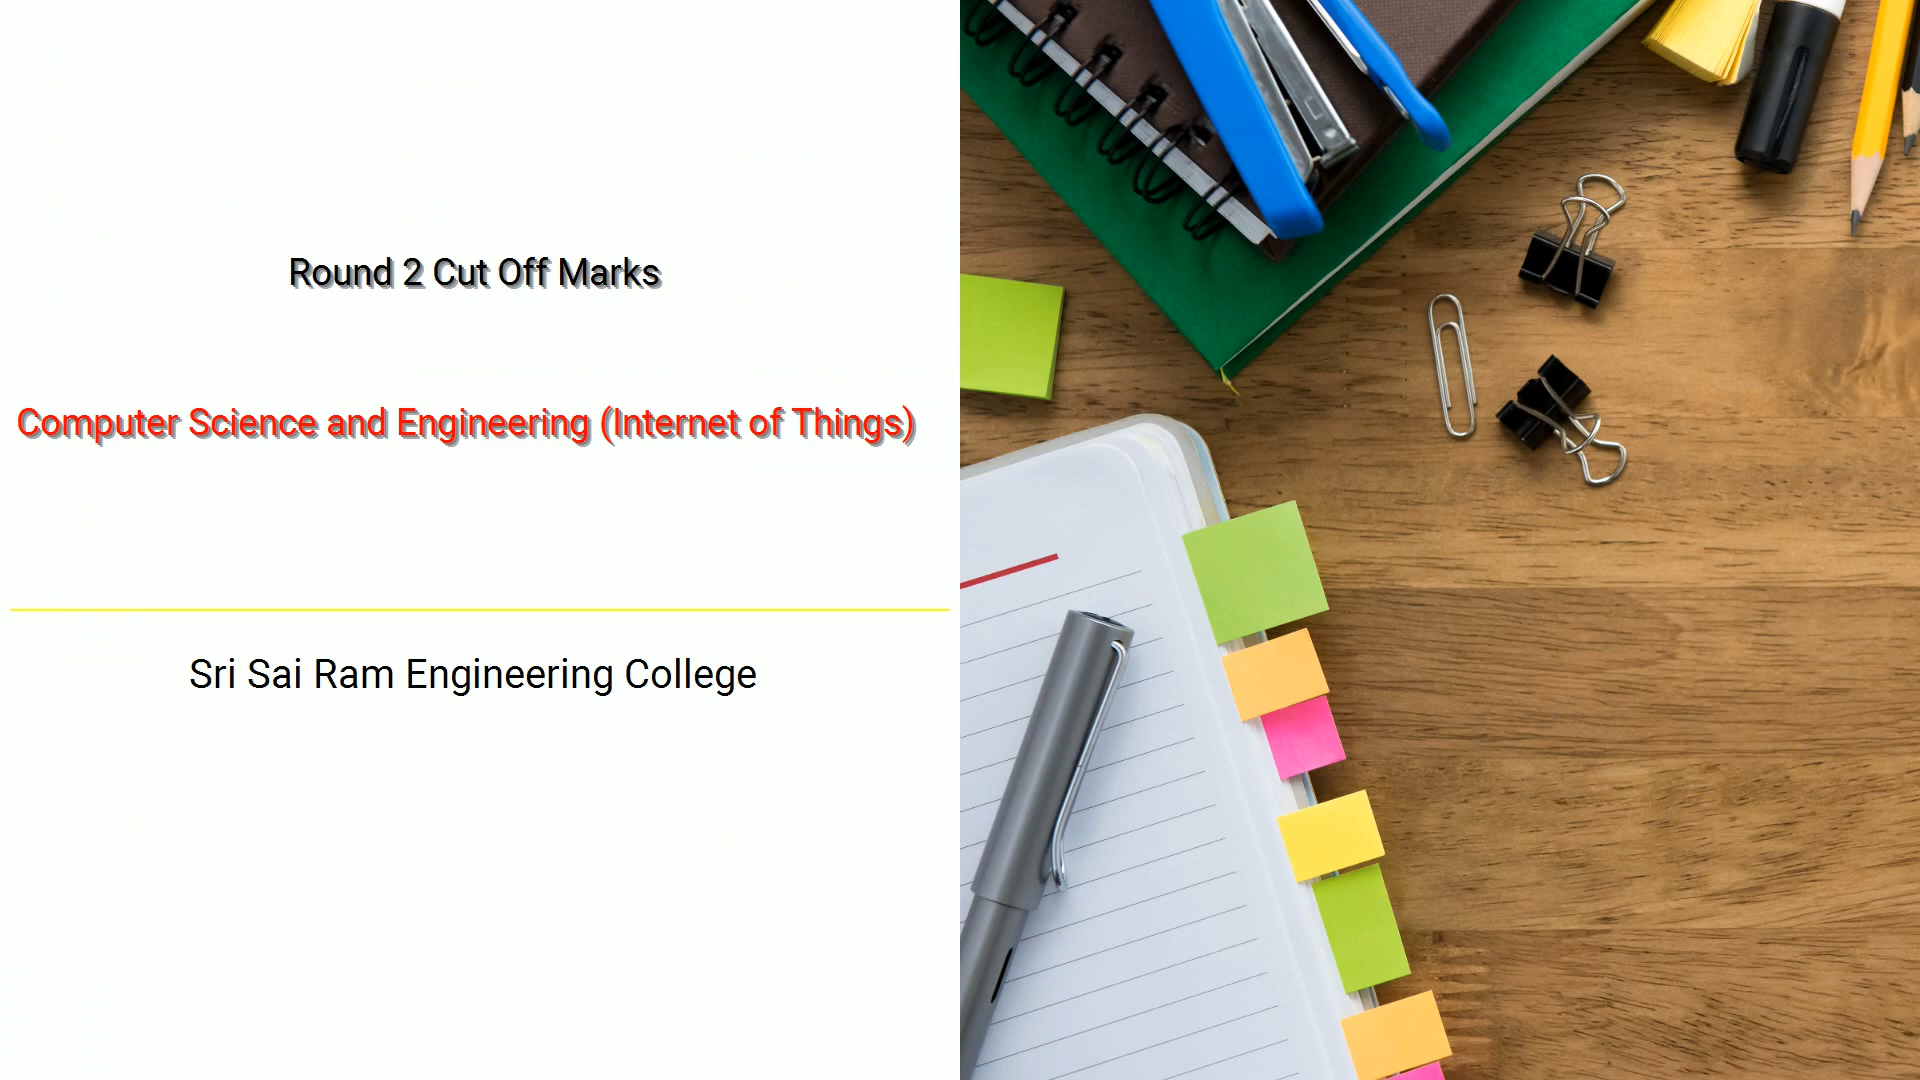 Round 2 Cut Off Marks
Computer Science and Engineering (Internet of Things)
Sri Sai Ram Engineering College